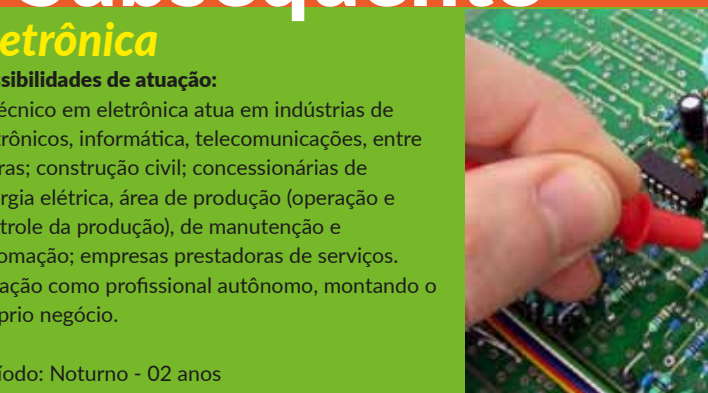 Subsequente
etrônica
sibilidades de atuação:
écnico em eletrônica atua em indústrias de
trônicos, informática, telecomunicações, entre
ras; construção civil; concessionárias de
rgia elétrica, área de produção (operação e
trole da produção), de manutenção e
omação; empresas prestadoras de serviços.
ação como profissional autônomo, montando o
prio negócio.
íodo: Noturno - 02 anos